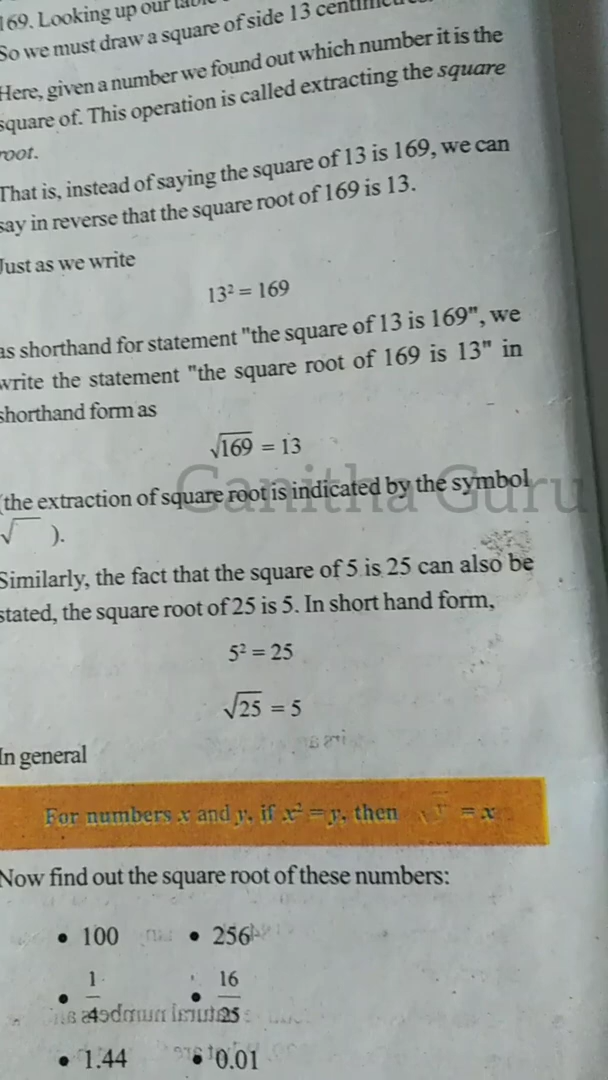 169. Looking up our table
So we must draw a square of side 13
Here, given a number we found out which number it is the
square of. This operation is called extracting the square
root.
That is, instead of saying the square of 13 is 169, we can
say in reverse that the square root of 169 is 13.
Just as we write
13² = 169
as shorthand for statement "the square of 13 is 169", we
write the statement "the square root of 169 is 13" in
shorthand form as
√169 = 13
Ganitha Guru
(the extraction of square root is indicated by the symbol
√ ).
Similarly, the fact that the square of 5 is 25 can also be
stated, the square root of 25 is 5. In short hand form,
5² = 25
√25 = 5
In general
For numbers x and y, if x² = y, then √y = x
Now find out the square root of these numbers:
• 100 • 256
• 1/4 • 16/25
• 1.44 • 0.01